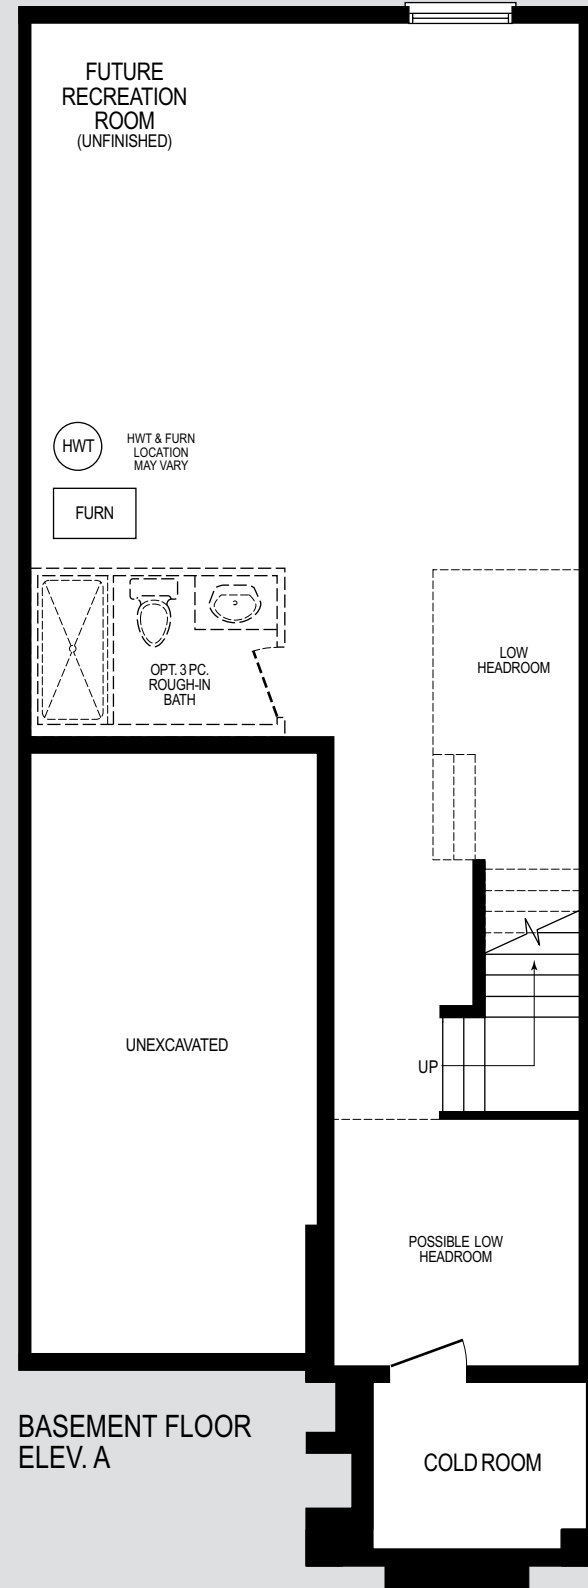 FUTURE
RECREATION
ROOM
(UNFINISHED)
HWT
HWT & FURN
LOCATION
MAY VARY
FURN
OPT. 3 PC.
ROUGH-IN
BATH
LOW
HEADROOM
UNEXCAVATED
UP
POSSIBLE LOW
HEADROOM
BASEMENT FLOOR
ELEV. A
COLD ROOM